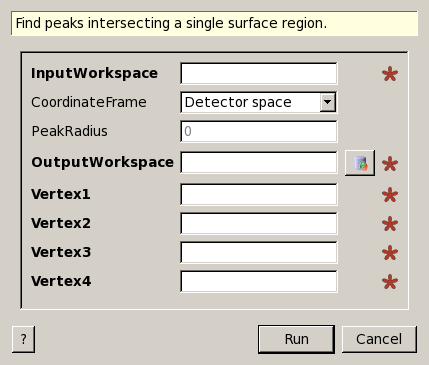 Find peaks intersecting a single surface region.
InputWorkspace
CoordinateFrame Detector space
PeakRadius 0
OutputWorkspace
Vertex1
Vertex2
Vertex3
Vertex4
? Run Cancel